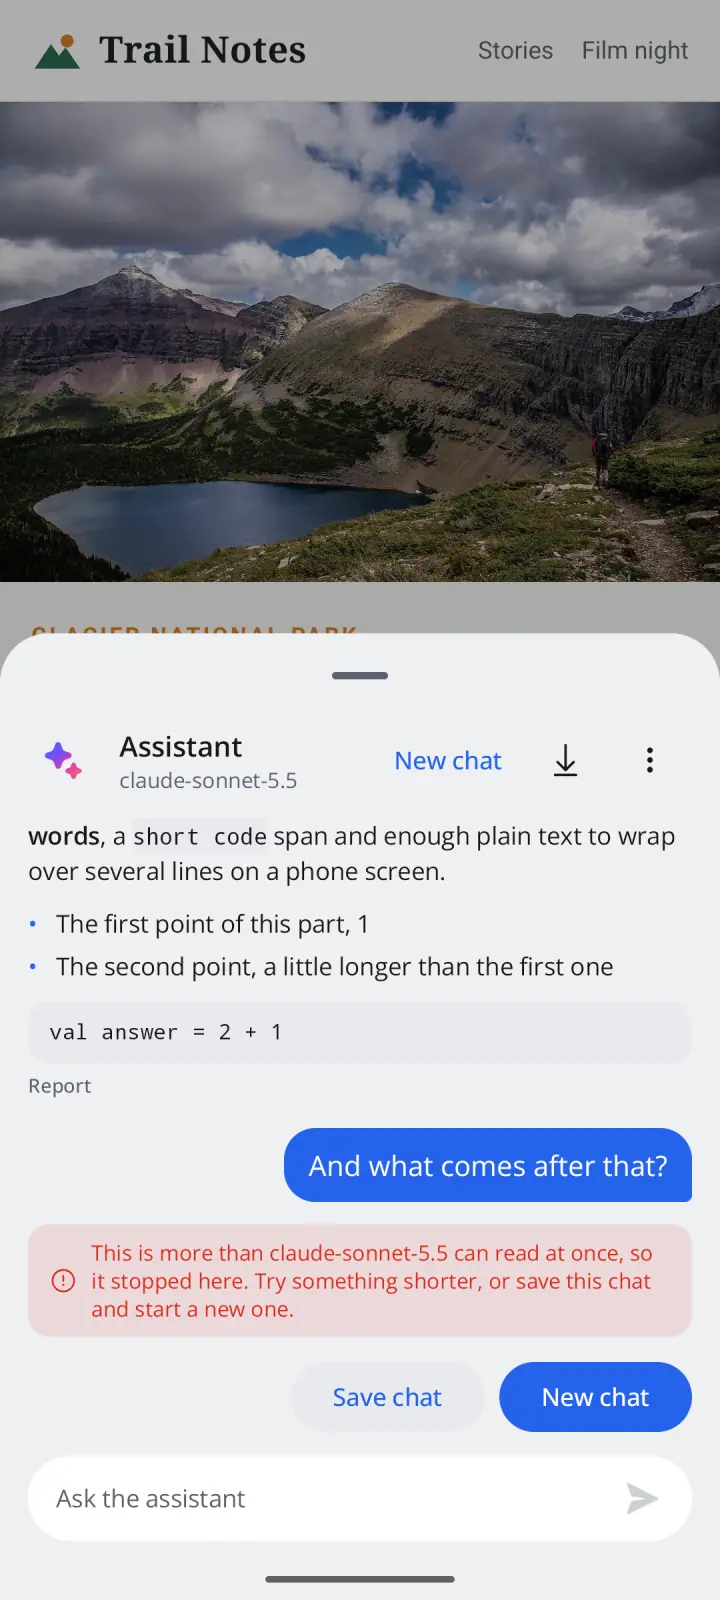 Trail Notes
Stories
Film night
GLACIER NATIONAL PARK
Assistant
claude-sonnet-5.5
New chat
words, a short code span and enough plain text to wrap
over several lines on a phone screen.
• The first point of this part, 1
• The second point, a little longer than the first one
val answer = 2 + 1
Report
And what comes after that?
This is more than claude-sonnet-5.5 can read at once, so
it stopped here. Try something shorter, or save this chat
and start a new one.
Save chat
New chat
Ask the assistant